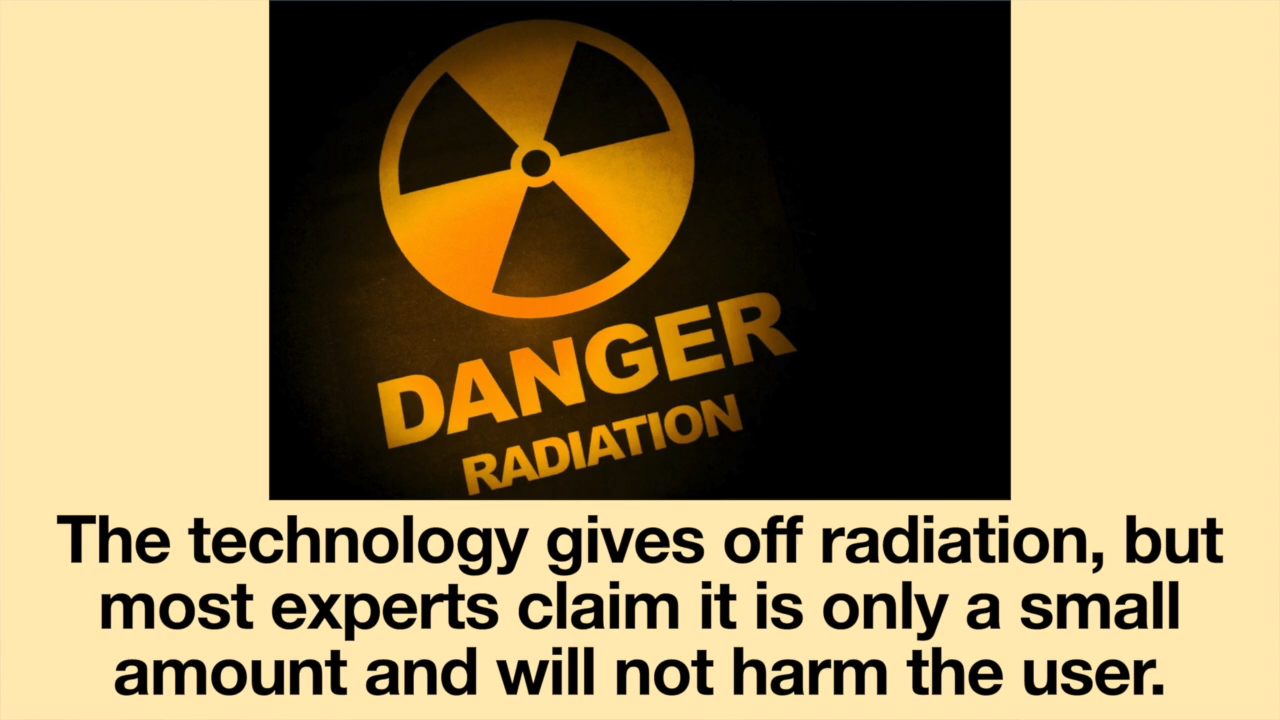 DANGER
RADIATION
The technology gives off radiation, but
most experts claim it is only a small
amount and will not harm the user.